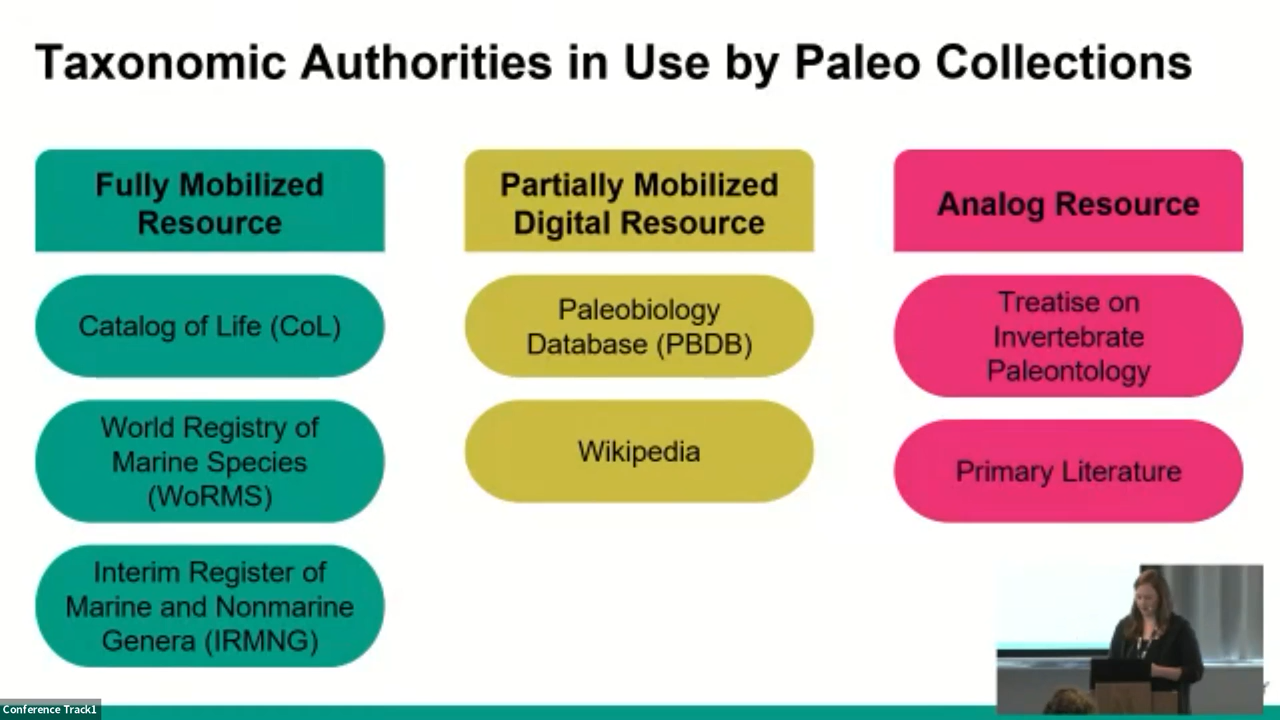 Taxonomic Authorities in Use by Paleo Collections
Fully Mobilized
Resource
Catalog of Life (CoL)
World Registry of
Marine Species
(WoRMS)
Interim Register of
Marine and Nonmarine
Genera (IRMNG)
Partially Mobilized
Digital Resource
Paleobiology
Database (PBDB)
Wikipedia
Analog Resource
Treatise on
Invertebrate
Paleontology
Primary Literature
Conference Track1